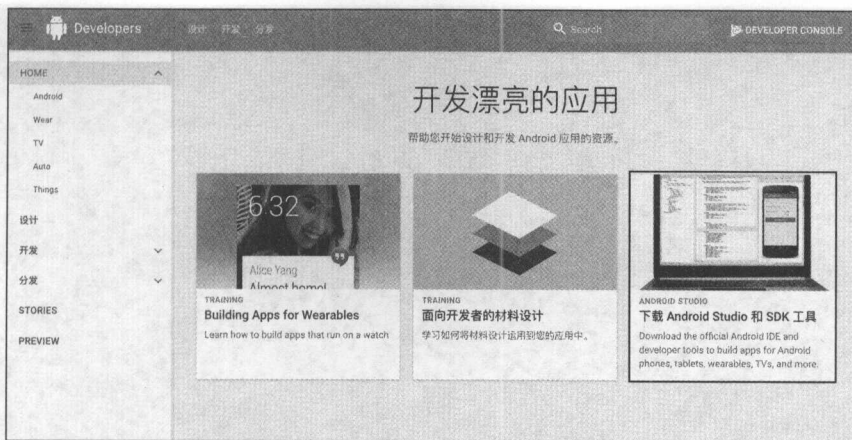 Developers
设计 开发 分发
Search
DEVELOPER CONSOLE
HOME
Android
Wear
TV
Auto
Things
设计
开发
分发
STORIES
PREVIEW
开发漂亮的应用
帮助您开始设计和开发 Android 应用的资源。
6:32
Alice Yang
Almost home!
TRAINING
Building Apps for Wearables
Learn how to build apps that run on a watch
TRAINING
面向开发者的材料设计
学习如何将材料设计运用到您的应用中。
ANDROID STUDIO
下载 Android Studio 和 SDK 工具
Download the official Android IDE and
developer tools to build apps for Android
phones, tablets, wearables, TVs, and more.